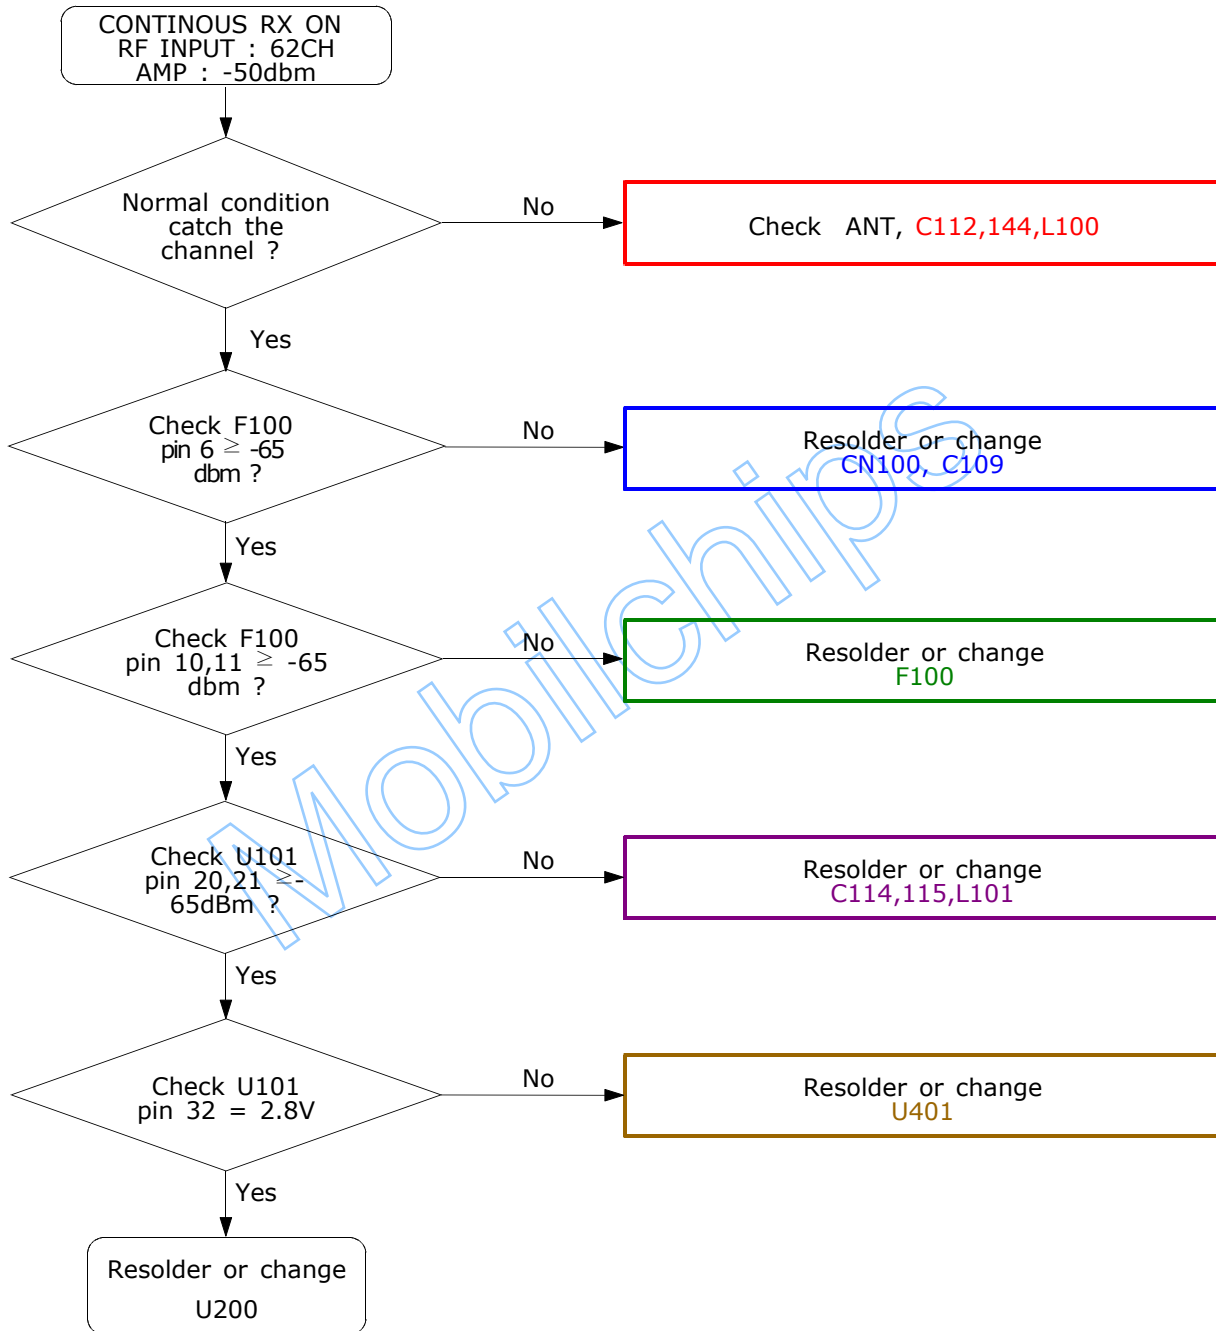 CONTINOUS RX ON
RF INPUT : 62CH
AMP : -50dbm
Normal condition
catch the
channel ?
No
Check ANT, C112,144,L100
Yes
Check F100
pin 6 ≥ -65
dbm ?
No
Resolder or change
CN100, C109
Yes
Check F100
pin 10,11 ≥ -65
dbm ?
No
Resolder or change
F100
Yes
Check U101
pin 20,21 ≥-
65dBm ?
No
Resolder or change
C114,115,L101
Yes
Check U101
pin 32 = 2.8V
No
Resolder or change
U401
Yes
Resolder or change
U200
Mobilchips